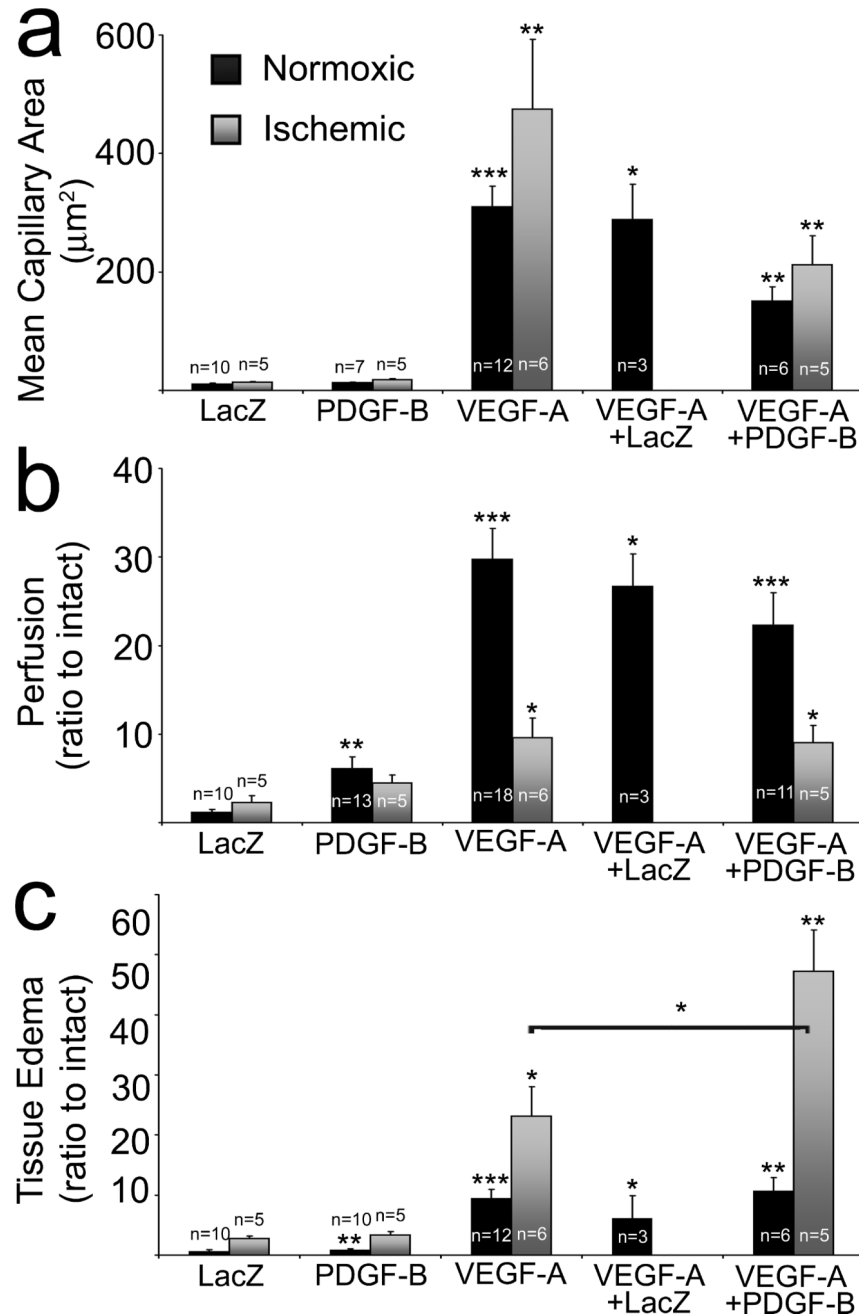 a
600
400
200
Mean Capillary Area
(μm²)
Normoxic
Ischemic
**
***
*
**
**
n=10 n=5 n=7 n=5 n=12 n=6 n=3 n=6 n=5
LacZ PDGF-B VEGF-A VEGF-A +LacZ VEGF-A +PDGF-B
b
40
30
20
10
Perfusion
(ratio to intact)
***
*
***
**
*
*
n=10 n=5 n=13 n=5 n=18 n=6 n=3 n=11 n=5
LacZ PDGF-B VEGF-A VEGF-A +LacZ VEGF-A +PDGF-B
c
60
50
40
30
20
10
Tissue Edema
(ratio to intact)
**
*
*
***
*
**
**
n=10 n=5 n=10 n=5 n=12 n=6 n=3 n=6 n=5
LacZ PDGF-B VEGF-A VEGF-A +LacZ VEGF-A +PDGF-B